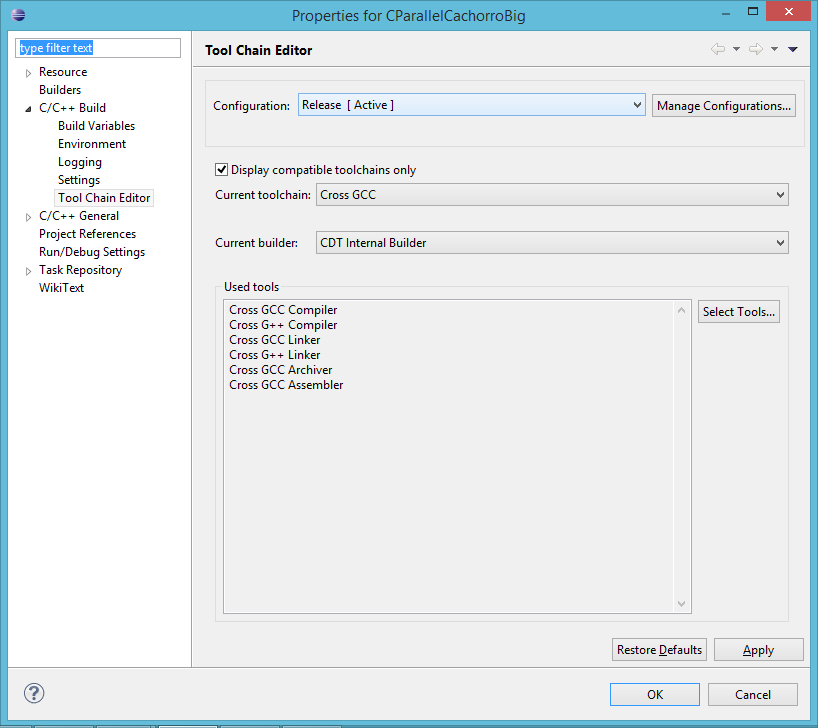 Properties for CParallelCachorroBig
type filter text
Resource
Builders
C/C++ Build
Build Variables
Environment
Logging
Settings
Tool Chain Editor
C/C++ General
Project References
Run/Debug Settings
Task Repository
WikiText
Tool Chain Editor
Configuration: Release [ Active ] Manage Configurations...
Display compatible toolchains only
Current toolchain: Cross GCC
Current builder: CDT Internal Builder
Used tools
Cross GCC Compiler
Cross G++ Compiler
Cross GCC Linker
Cross G++ Linker
Cross GCC Archiver
Cross GCC Assembler
Select Tools...
Restore Defaults Apply
? OK Cancel